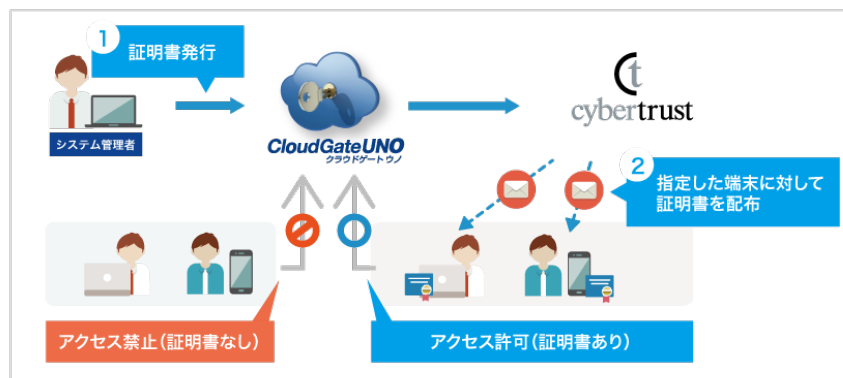 1
証明書発行
システム管理者
CloudGate UNO
クラウドゲート ウノ
Ct
cybertrust
2
指定した端末に対して
証明書を配布
アクセス禁止（証明書なし）
アクセス許可（証明書あり）